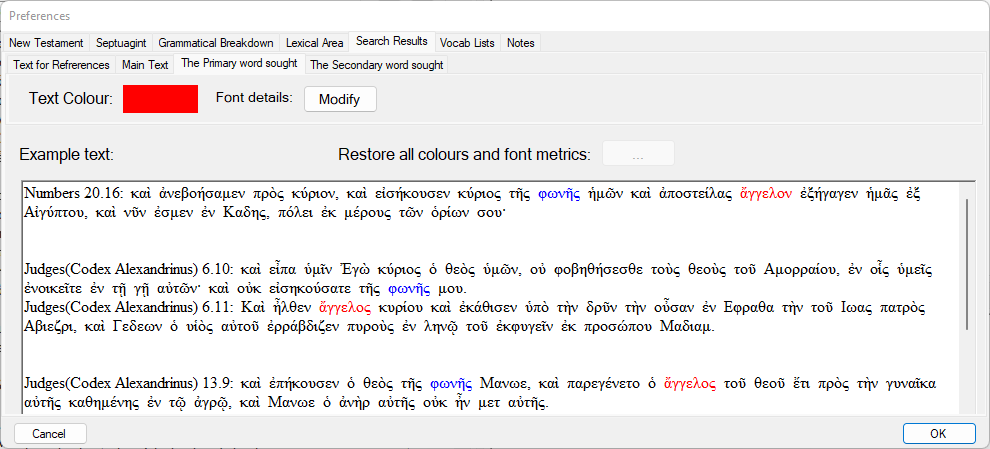 Preferences
New Testament Septuagint Grammatical Breakdown Lexical Area Search Results Vocab Lists Notes
Text for Refrerences Main Text The Primary word sought The Secondary word sought
Text Colour: Font details: Modify
Example text: Restore all colours and font metrics: ...
Numbers 20.16: καὶ ἀνεβοήσαμεν πρὸς κύριον, καὶ εἰσήκουσεν κύριος τῆς φωνῆς ἡμῶν καὶ ἀποστείλας ἄγγελον ἐξήγαγεν ἡμᾶς ἐξ
Αἰγύπτου, καὶ νῦν ἐσμεν ἐν Καδης, πόλει ἐκ μέρους τῶν ὁρίων σου·
Judges(Codex Alexandrinus) 6.10: καὶ εἶπα ὑμῖν Ἐγὼ κύριος ὁ θεὸς ὑμῶν, οὐ φοβηθήσεσθε τοὺς θεοὺς τοῦ Αμορραίου, ἐν οἷς ὑμεῖς
ἐνοικεῖτε ἐν τῇ γῇ αὐτῶν· καὶ οὐκ εἰσηκούσατε τῆς φωνῆς μου.
Judges(Codex Alexandrinus) 6.11: Καὶ ἦλθεν ἄγγελος κυρίου καὶ ἐκάθισεν ὑπὸ τὴν δρῦν τὴν οὖσαν ἐν Εφραθα τὴν τοῦ Ιωας πατρὸς
Αβιεζρι, καὶ Γεδεων ὁ υἱὸς αὐτοῦ ἐρράβδιζεν πυροὺς ἐν ληνῷ τοῦ ἐκφυγεῖν ἐκ προσώπου Μαδιαμ.
Judges(Codex Alexandrinus) 13.9: καὶ ἐπήκουσεν ὁ θεὸς τῆς φωνῆς Μανωε, καὶ παρεγένετο ὁ ἄγγελος τοῦ θεοῦ ἔτι πρὸς τὴν γυναῖκα
αὐτῆς καθημένης ἐν τῷ ἀγρῷ, καὶ Μανωε ὁ ἀνὴρ αὐτῆς οὐκ ἦν μετ αὐτῆς.
Cancel OK